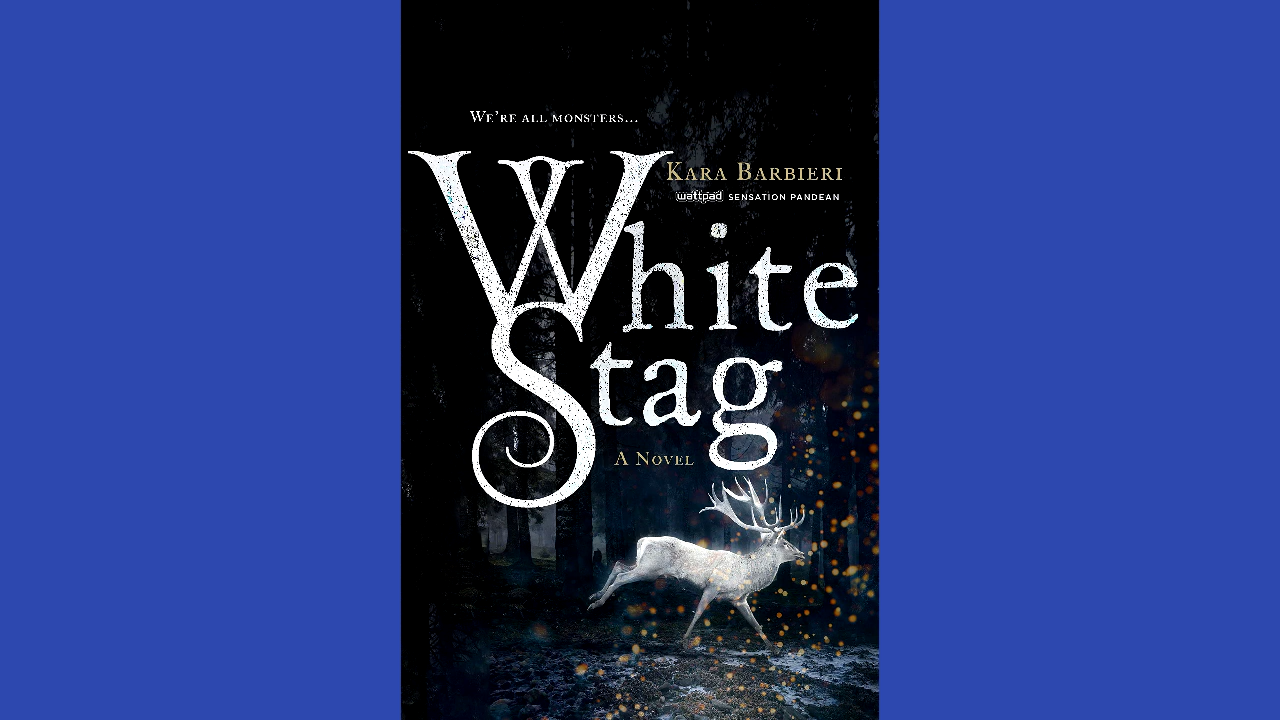 We're all monsters...
Kara Barbieri
wattpad SENSATION PANDEAN
White
Stag
A Novel